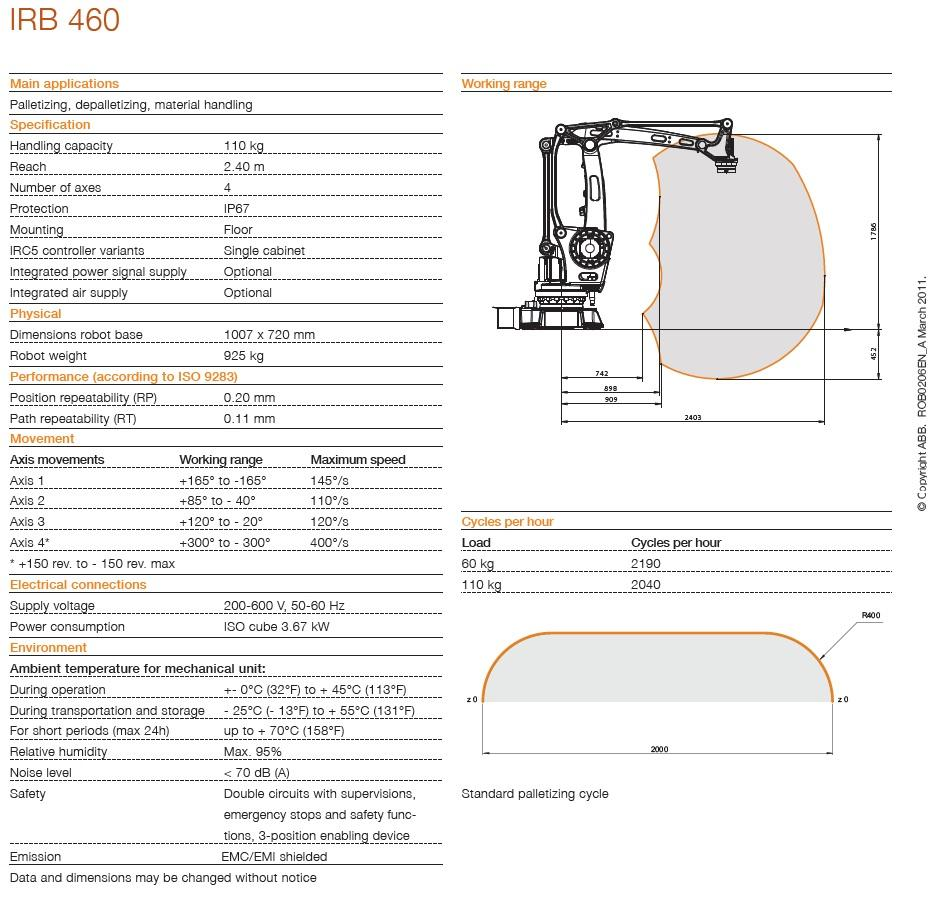 IRB 460
Main applications
Palletizing, depalletizing, material handling
Specification
Handling capacity 110 kg
Reach 2.40 m
Number of axes 4
Protection IP67
Mounting Floor
IRC5 controller variants Single cabinet
Integrated power signal supply Optional
Integrated air supply Optional
Physical
Dimensions robot base 1007 x 720 mm
Robot weight 925 kg
Performance (according to ISO 9283)
Position repeatability (RP) 0.20 mm
Path repeatability (RT) 0.11 mm
Movement
Axis movements Working range Maximum speed
Axis 1 +165° to -165° 145°/s
Axis 2 +85° to - 40° 110°/s
Axis 3 +120° to - 20° 120°/s
Axis 4* +300° to - 300° 400°/s
* +150 rev. to - 150 rev. max
Electrical connections
Supply voltage 200-600 V, 50-60 Hz
Power consumption ISO cube 3.67 kW
Environment
Ambient temperature for mechanical unit:
During operation +- 0°C (32°F) to + 45°C (113°F)
During transportation and storage - 25°C (- 13°F) to + 55°C (131°F)
For short periods (max 24h) up to + 70°C (158°F)
Relative humidity Max. 95%
Noise level < 70 dB (A)
Safety Double circuits with supervisions,
emergency stops and safety func-
tions, 3-position enabling device
Emission EMC/EMI shielded
Data and dimensions may be changed without notice
Working range
1786
452
742
898
909
2403
Cycles per hour
Load Cycles per hour
60 kg 2190
110 kg 2040
R400
z 0 z 0
2000
Standard palletizing cycle
© Copyright ABB. ROB0206EN_A March 2011.